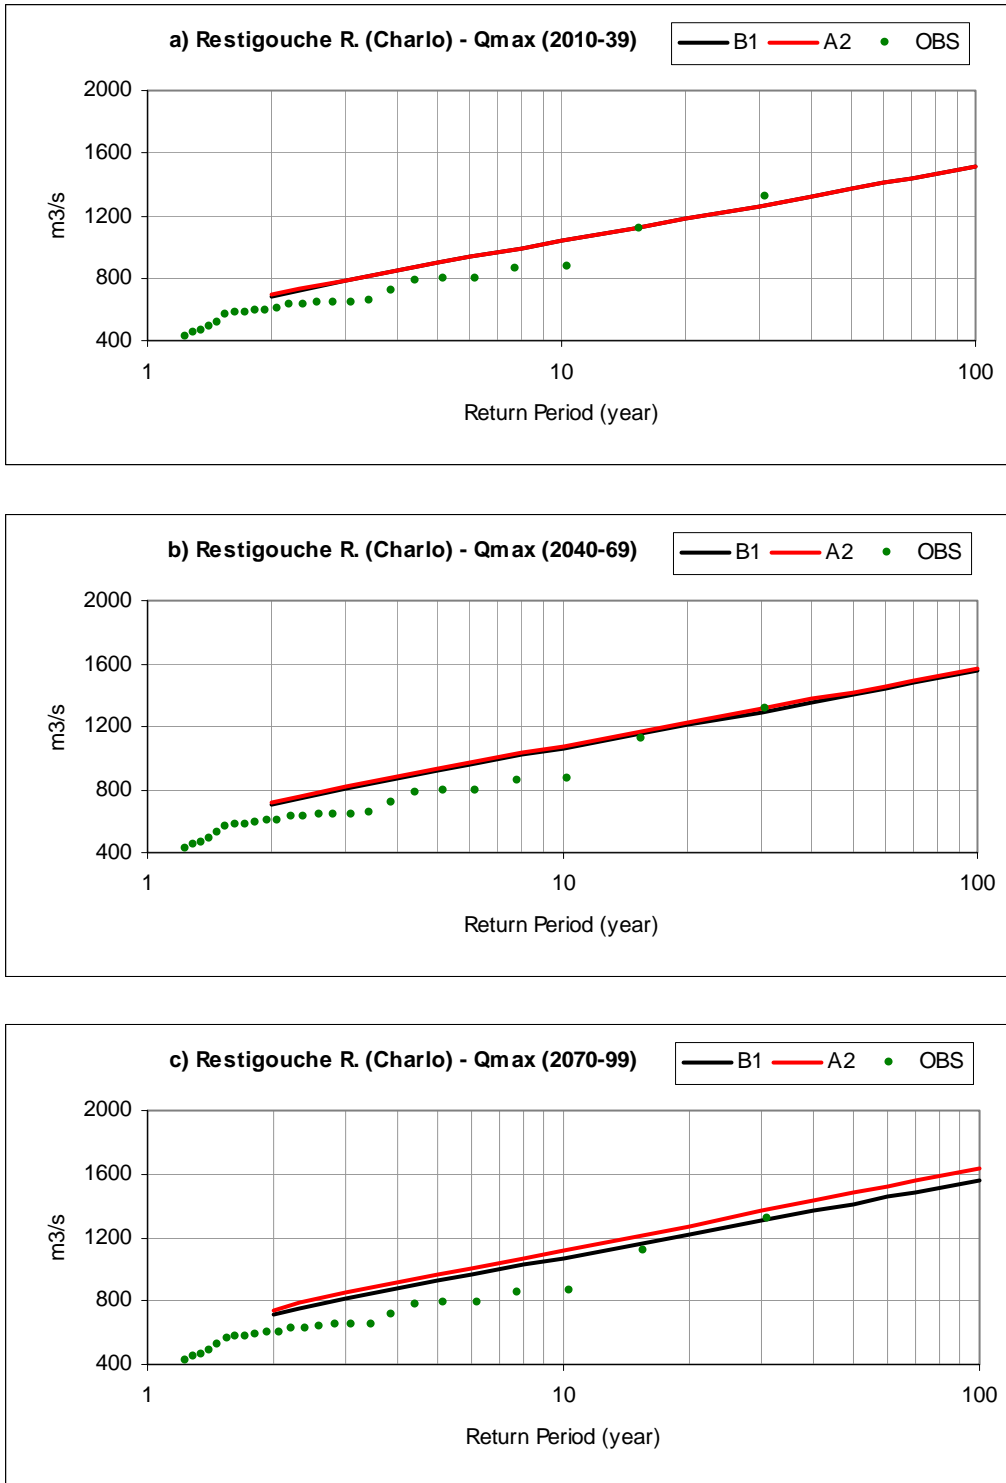 a) Restigouche R. (Charlo) - Qmax (2010-39)
B1 A2 OBS
2000
1600
1200
800
400
m3/s
1 10 100
Return Period (year)
b) Restigouche R. (Charlo) - Qmax (2040-69)
B1 A2 OBS
2000
1600
1200
800
400
m3/s
1 10 100
Return Period (year)
c) Restigouche R. (Charlo) - Qmax (2070-99)
B1 A2 OBS
2000
1600
1200
800
400
m3/s
1 10 100
Return Period (year)